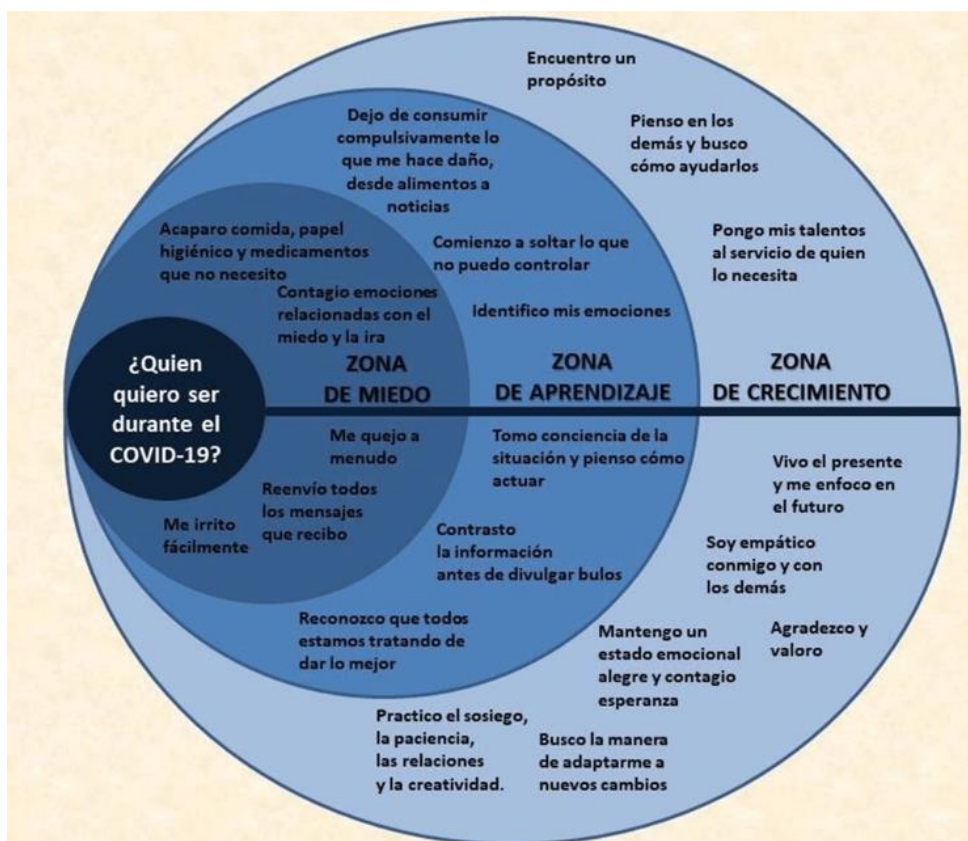 Encuentro un
propósito
Pienso en los
demás y busco
cómo ayudarlos
Pongo mis talentos
al servicio de quien
lo necesita
Dejo de consumir
compulsivamente lo
que me hace daño,
desde alimentos a
noticias
Comienzo a soltar lo que
no puedo controlar
Identifico mis emociones
Acaparo comida, papel
higiénico y medicamentos
que no necesito
Contagio emociones
relacionadas con el
miedo y la ira
¿Quien
quiero ser
durante el
COVID-19?
ZONA
DE MIEDO
ZONA
DE APRENDIZAJE
ZONA
DE CRECIMIENTO
Me quejo a
menudo
Reenvío todos
los mensajes
que recibo
Me irrito
fácilmente
Tomo conciencia de la
situación y pienso cómo
actuar
Contrasto
la información
antes de divulgar bulos
Reconozco que todos
estamos tratando de
dar lo mejor
Vivo el presente
y me enfoco en
el futuro
Soy empático
conmigo y con
los demás
Agradezco y
valoro
Mantengo un
estado emocional
alegre y contagio
esperanza
Practico el sosiego,
la paciencia,
las relaciones
y la creatividad.
Busco la manera
de adaptarme a
nuevos cambios